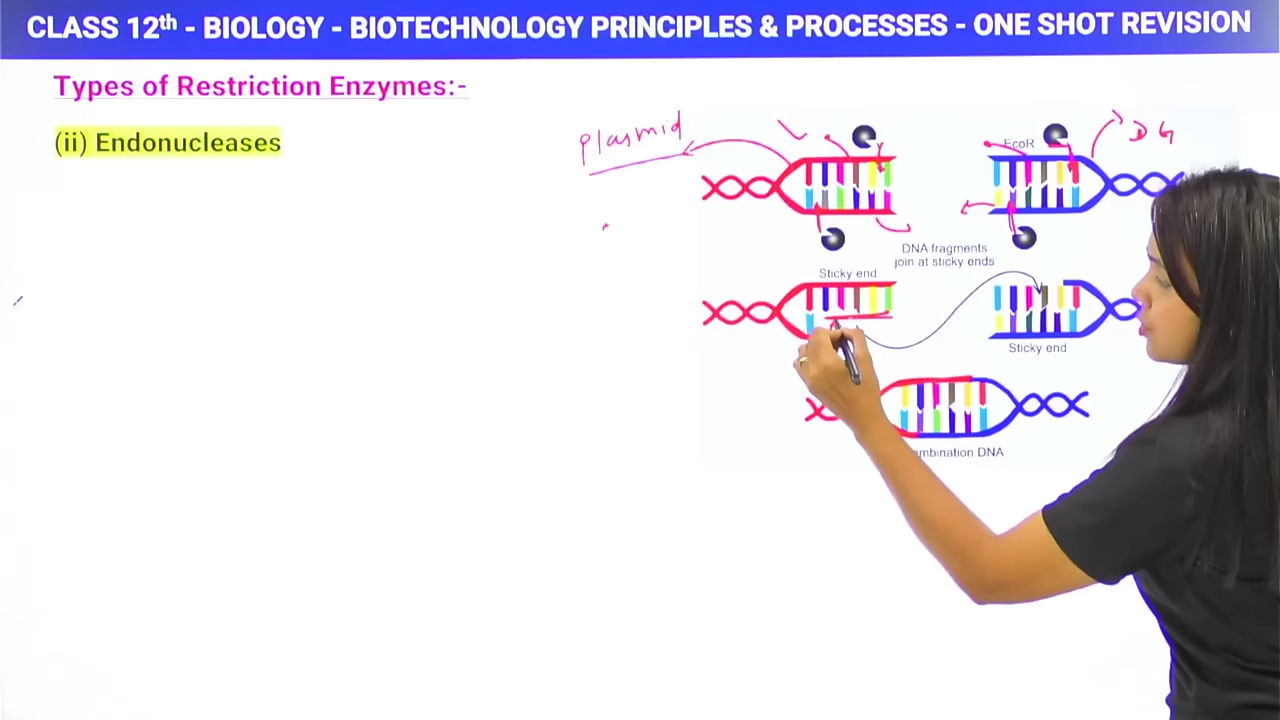 CLASS 12th - BIOLOGY - BIOTECHNOLOGY PRINCIPLES & PROCESSES - ONE SHOT REVISION
Types of Restriction Enzymes:-
(ii) Endonucleases
plasmid
EcoR
DG
DNA fragments
join at sticky ends
Sticky end
Sticky end
mbination DNA